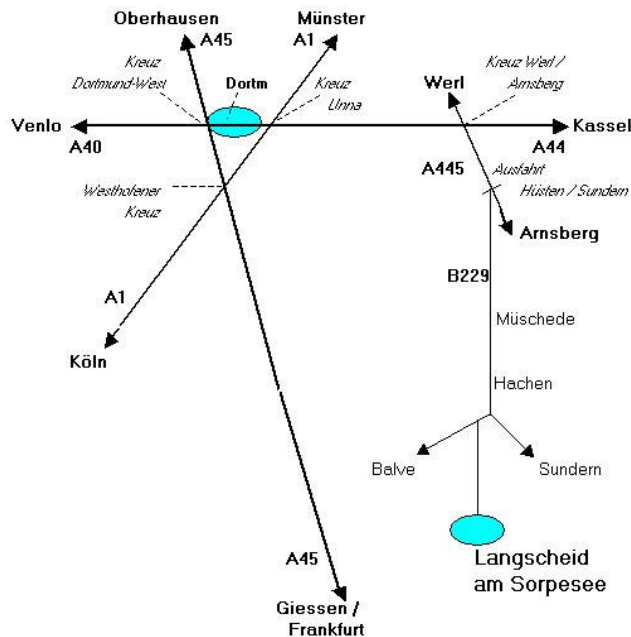 Oberhausen
Münster
A45
A1
Kreuz
Dortmund-West
Dortm
Kreuz
Unna
Werl
Kreuz Werl /
Arnsberg
Venlo
Kassel
A40
A44
A445
Ausfahrt
Hüsten / Sundern
Westhofener
Kreuz
Arnsberg
B229
A1
Müschede
Köln
Hachen
Balve
Sundern
A45
Langscheid
am Sorpesee
Giessen /
Frankfurt